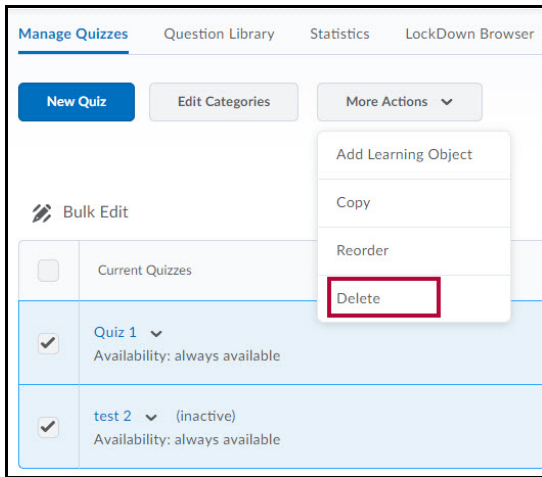 Manage Quizzes Question Library Statistics LockDown Browser
New Quiz Edit Categories More Actions
Add Learning Object
Copy
Reorder
Delete
Bulk Edit
Current Quizzes
Quiz 1
Availability: always available
test 2 (inactive)
Availability: always available